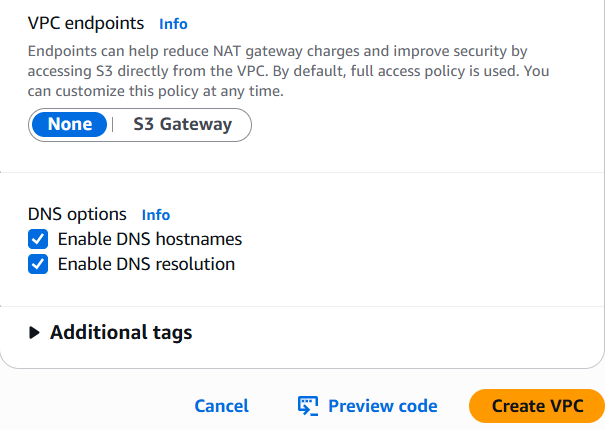 VPC endpoints Info
Endpoints can help reduce NAT gateway charges and improve security by
accessing S3 directly from the VPC. By default, full access policy is used. You
can customize this policy at any time.
None S3 Gateway
DNS options Info
Enable DNS hostnames
Enable DNS resolution
Additional tags
Cancel Preview code Create VPC